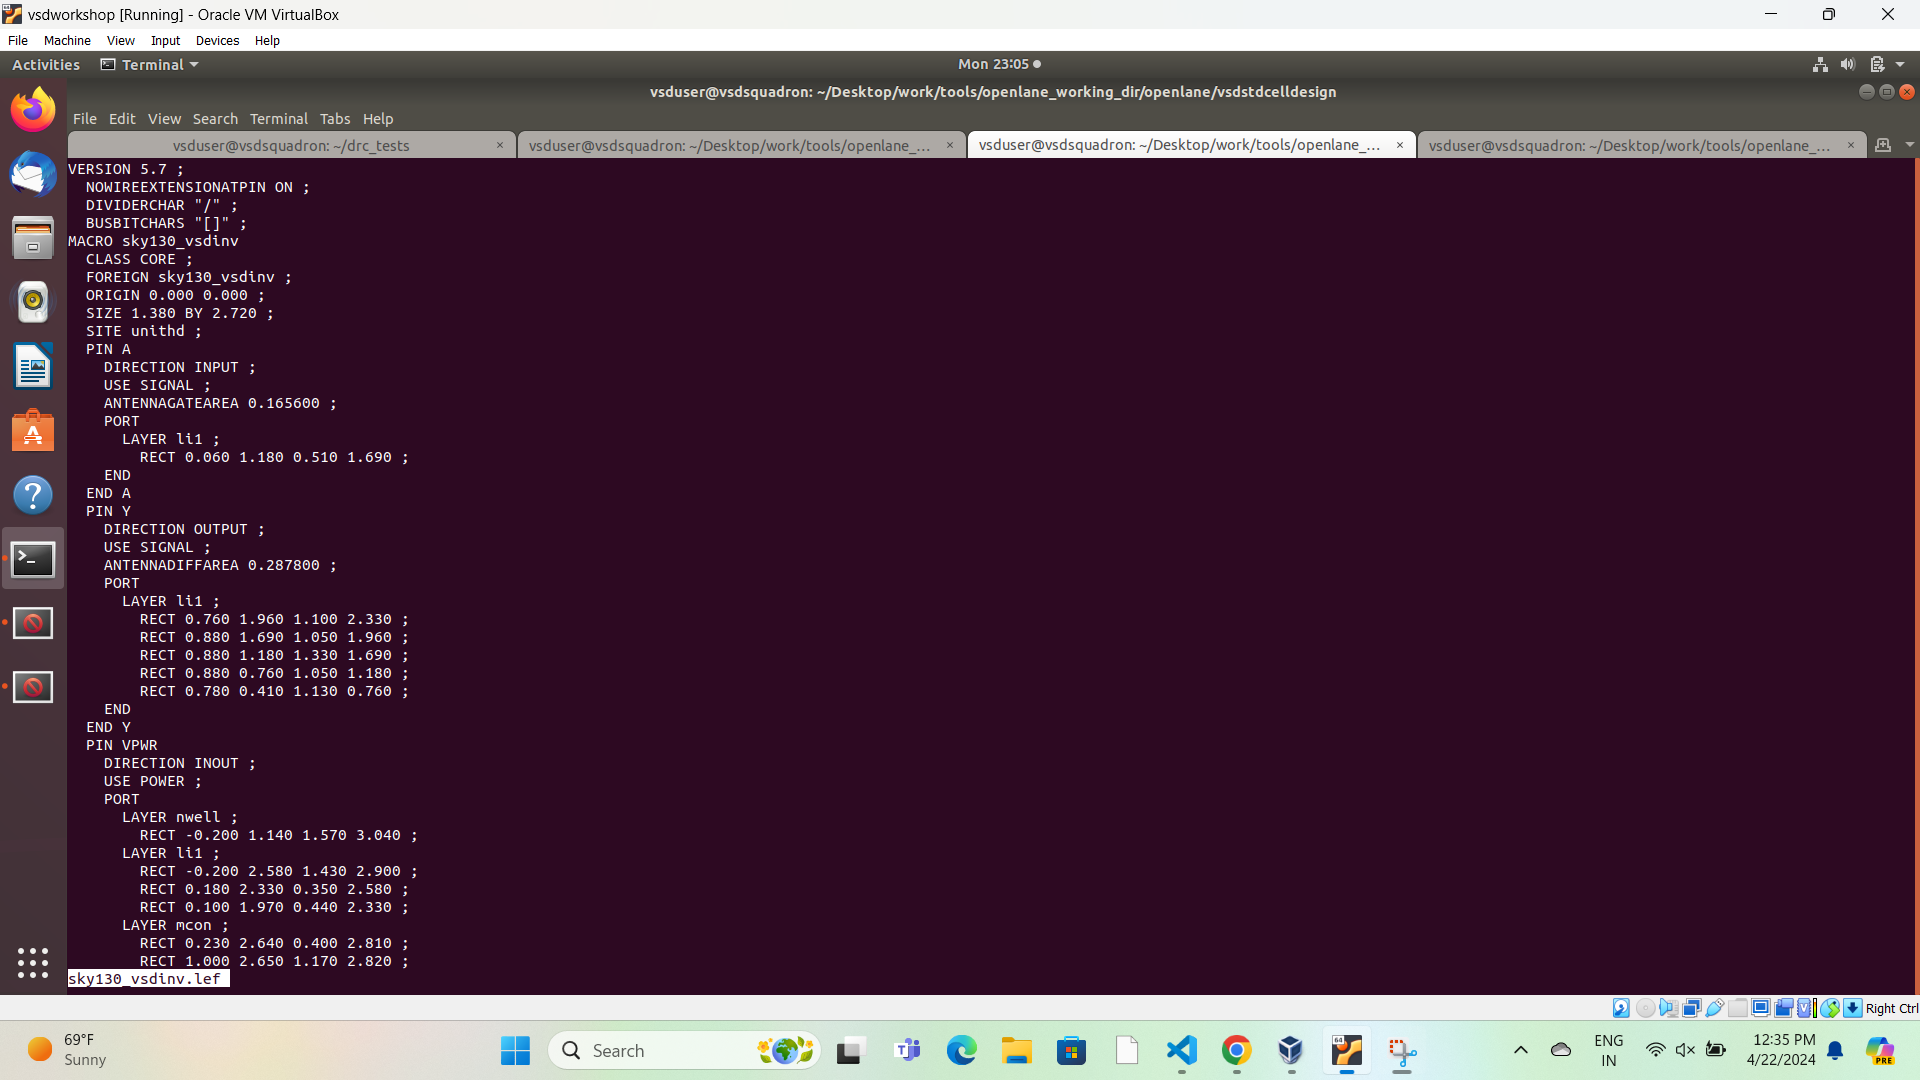 vsdworkshop [Running] - Oracle VM VirtualBox
File Machine View Input Devices Help
Activities Terminal Mon 23:05
vsduser@vsdsquadron: ~/Desktop/work/tools/openlane_working_dir/openlane/vsdstdcelldesign
File Edit View Search Terminal Tabs Help
vsduser@vsdsquadron: ~/drc_tests × vsduser@vsdsquadron: ~/Desktop/work/tools/openlane_... × vsduser@vsdsquadron: ~/Desktop/work/tools/openlane_... × vsduser@vsdsquadron: ~/Desktop/work/tools/openlane_... ×
VERSION 5.7 ;
  NOWIREEXTENSIONATPIN ON ;
  DIVIDERCHAR "/" ;
  BUSBITCHARS "[]" ;
MACRO sky130_vsdinv
  CLASS CORE ;
  FOREIGN sky130_vsdinv ;
  ORIGIN 0.000 0.000 ;
  SIZE 1.380 BY 2.720 ;
  SITE unithd ;
  PIN A
    DIRECTION INPUT ;
    USE SIGNAL ;
    ANTENNAGATEAREA 0.165600 ;
    PORT
      LAYER li1 ;
        RECT 0.060 1.180 0.510 1.690 ;
    END
  END A
  PIN Y
    DIRECTION OUTPUT ;
    USE SIGNAL ;
    ANTENNADIFFAREA 0.287800 ;
    PORT
      LAYER li1 ;
        RECT 0.760 1.960 1.100 2.330 ;
        RECT 0.880 1.690 1.050 1.960 ;
        RECT 0.880 1.180 1.330 1.690 ;
        RECT 0.880 0.760 1.050 1.180 ;
        RECT 0.780 0.410 1.130 0.760 ;
    END
  END Y
  PIN VPWR
    DIRECTION INOUT ;
    USE POWER ;
    PORT
      LAYER nwell ;
        RECT -0.200 1.140 1.570 3.040 ;
      LAYER li1 ;
        RECT -0.200 2.580 1.430 2.900 ;
        RECT 0.180 2.330 0.350 2.580 ;
        RECT 0.100 1.970 0.440 2.330 ;
      LAYER mcon ;
        RECT 0.230 2.640 0.400 2.810 ;
        RECT 1.000 2.650 1.170 2.820 ;
sky130_vsdinv.lef
Right Ctrl
69°F
Sunny
Search
ENG
IN
12:35 PM
4/22/2024
PRE